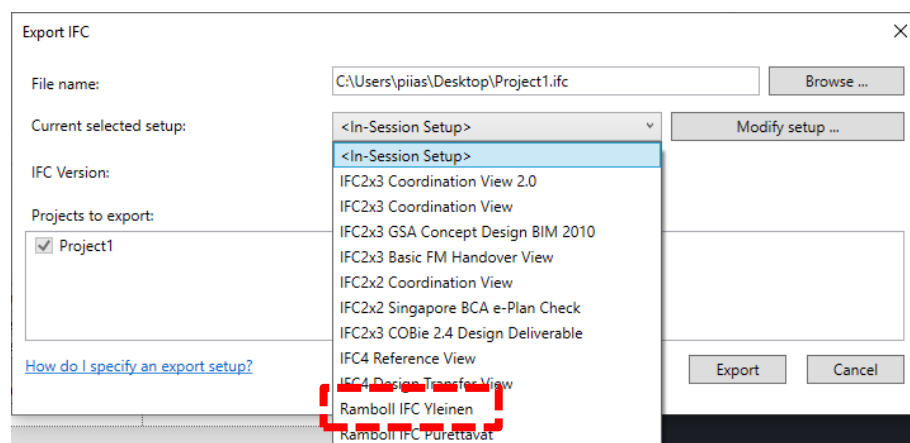 Export IFC
File name:
C:\Users\piias\Desktop\Project1.ifc
Browse ...
Current selected setup:
<In-Session Setup>
Modify setup ...
<In-Session Setup>
IFC Version:
IFC2x3 Coordination View 2.0
IFC2x3 Coordination View
Projects to export:
IFC2x3 GSA Concept Design BIM 2010
Project1
IFC2x3 Basic FM Handover View
IFC2x2 Coordination View
IFC2x2 Singapore BCA e-Plan Check
IFC2x3 COBie 2.4 Design Deliverable
IFC4 Reference View
How do I specify an export setup?
Export
Cancel
IFC4 Design Transfer View
Ramboll IFC Yleinen
Ramboll IFC Purettavat